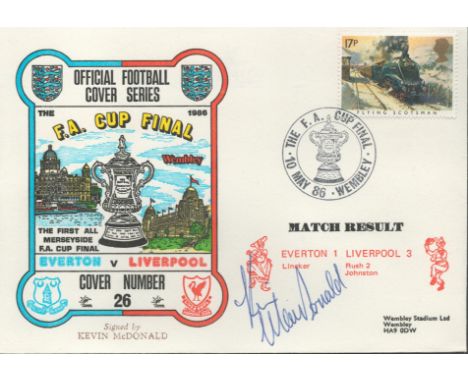 OFFICIAL FOOTBALL
COVER SERIES
THE 1986
F.A. CUP FINAL
Wembley
THE FIRST ALL
MERSEYSIDE
F.A. CUP FINAL
EVERTON V LIVERPOOL
COVER NUMBER
26
Signed by
KEVIN McDONALD
17P
FLYING SCOTSMAN
· THE F.A. CUP FINAL ·
10 MAY 86 · WEMBLEY
MATCH RESULT
EVERTON 1 LIVERPOOL 3
Lineker Rush 2
Johnston
Kevin MacDonald
Wembley Stadium Ltd
Wembley
HA9 0DW